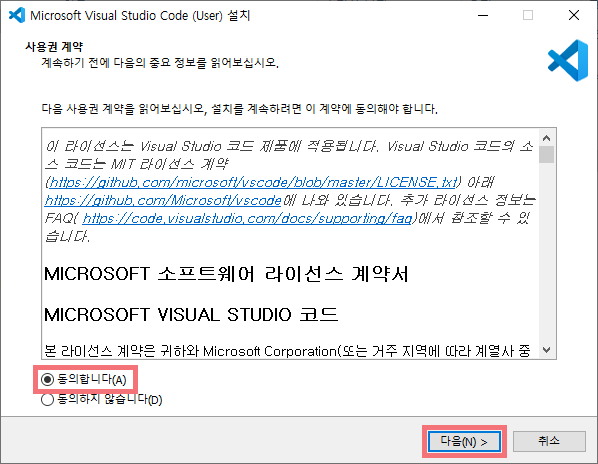 Microsoft Visual Studio Code (User) 설치
사용권 계약
계속하기 전에 다음의 중요 정보를 읽어보십시오.
다음 사용권 계약을 읽어보십시오, 설치를 계속하려면 이 계약에 동의해야 합니다.
이 라이선스는 Visual Studio 코드 제품에 적용됩니다. Visual Studio 코드의 소
스 코드는 MIT 라이선스 계약
(https://github.com/microsoft/vscode/blob/master/LICENSE.txt) 아래
https://github.com/Microsoft/vscode에 나와 있습니다. 추가 라이선스 정보는
FAQ( https://code.visualstudio.com/docs/supporting/faq)에서 참조할 수 있
습니다.
MICROSOFT 소프트웨어 라이선스 계약서
MICROSOFT VISUAL STUDIO 코드
본 라이선스 계약은 귀하와 Microsoft Corporation(또는 거주 지역에 따라 계열사 중
동의합니다(A)
동의하지 않습니다(D)
다음(N) >
취소